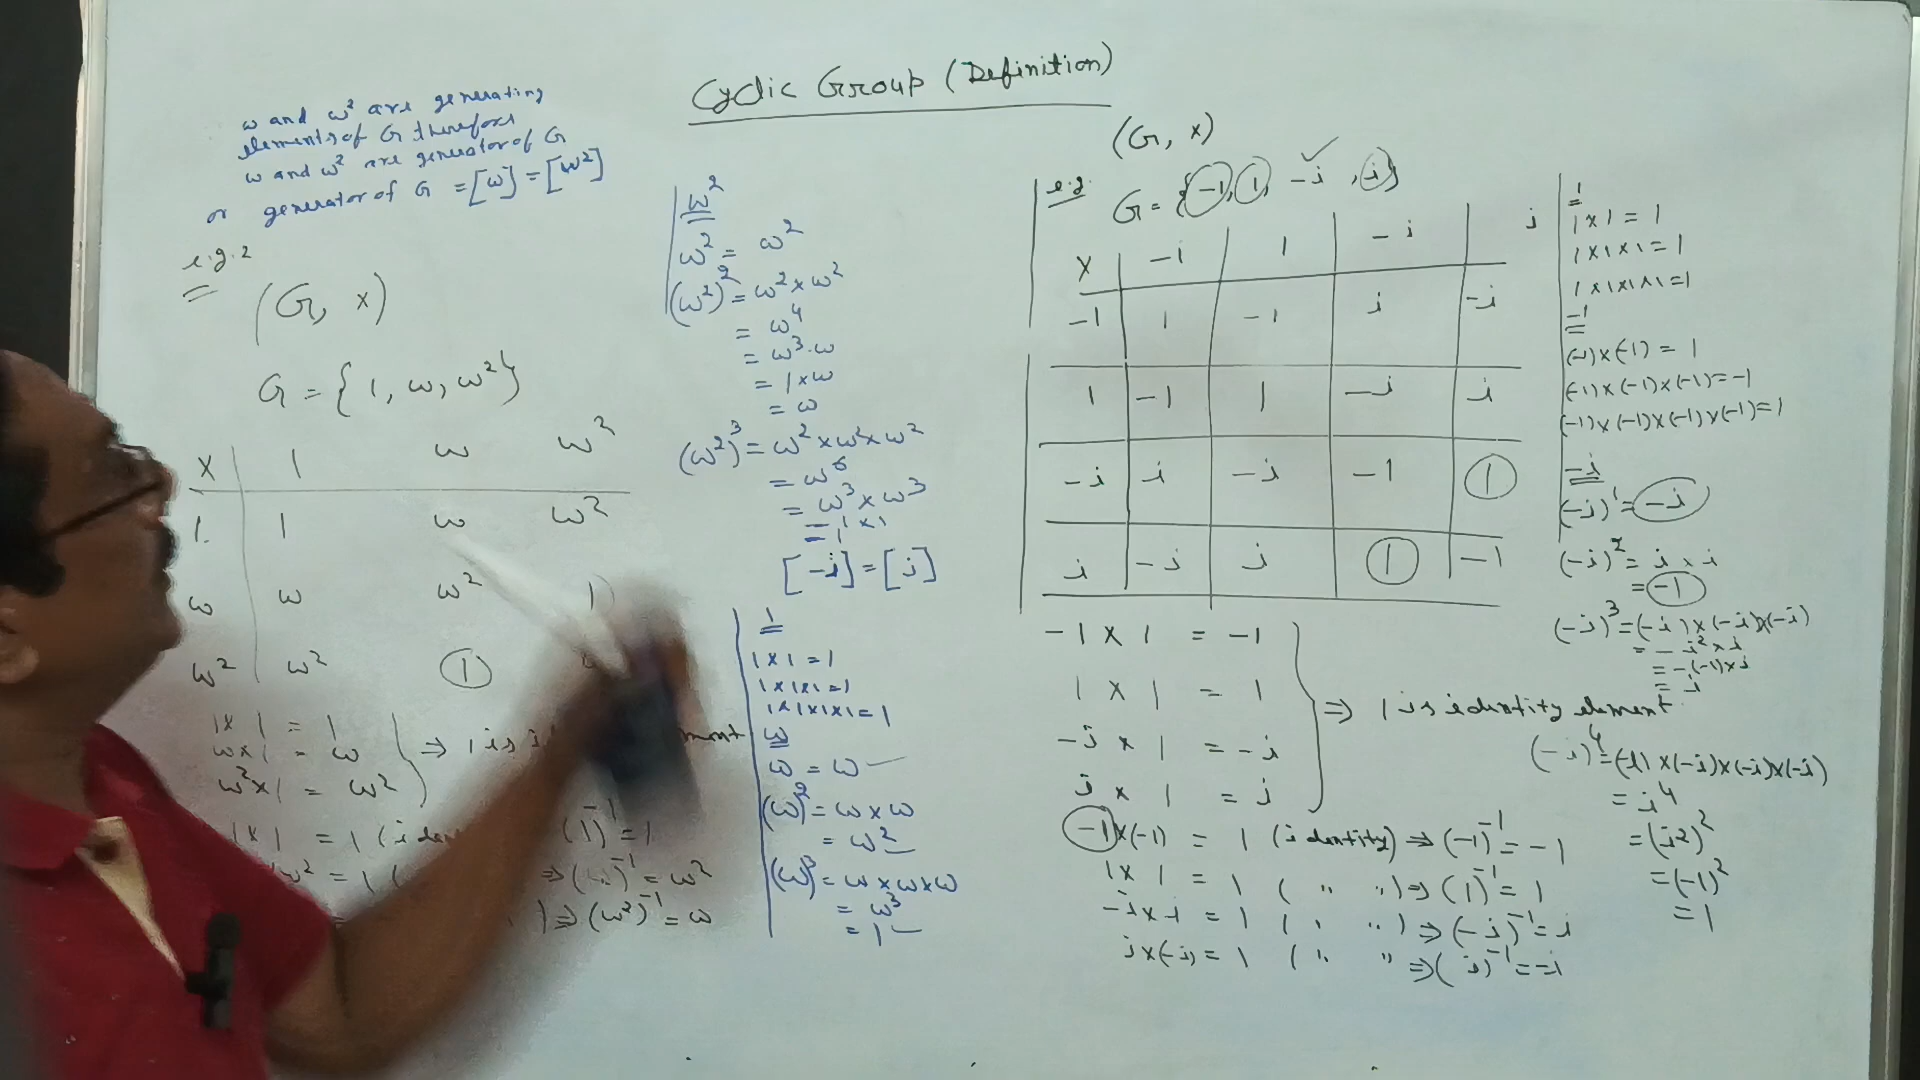 Cyclic Group (Definition)
ω and ω² are generating
elements of G therefore
ω and ω² are generator of G
or generator of G = [ω] = [ω²]
e.g.2
(G, ×)
G = {1, ω, ω²}
× 1 ω ω²
1. 1 ω ω²
ω ω ω² 1
ω² ω² ①
1×1 = 1
ω×1 = ω
ω²×1 = ω²
⇒ 1 is
1×1 = 1 (iden (1)⁻¹ = 1
ω² = 1 ( ⇒ ( )⁻¹ = ω²
= ) ⇒ (ω²)⁻¹ = ω
ω²
ω² = ω²
(ω²)² = ω²×ω²
= ω⁴
= ω³.ω
= 1×ω
= ω
(ω²)³ = ω²×ω²×ω²
= ω⁶
= ω³×ω³
= 1×1
= 1
[-i] = [i]
1
1×1 = 1
1×1×1 = 1
1×1×1×1 = 1
ω
ω = ω
(ω)² = ω×ω
= ω²
(ω)³ = ω×ω×ω
= ω³
= 1
(G, ×)
e.g. G = {-1, 1, -i, i}
× -1 1 -i i
-1 1 -1 i -i
1 -1 1 -i i
-i i -i -1 ①
i -i i ① -1
-1 × 1 = -1
1 × 1 = 1
-i × 1 = -i
i × 1 = i
⇒ 1 is identity element.
-1×(-1) = 1 (identity) ⇒ (-1)⁻¹ = -1
1×1 = 1 ( " " ) ⇒ (1)⁻¹ = 1
-i×i = 1 ( " " ) ⇒ (-i)⁻¹ = i
i×(-i) = 1 ( " " ⇒ (i)⁻¹ = -i
1
1×1 = 1
1×1×1 = 1
1×1×1×1 = 1
-1
(-1)×(-1) = 1
(-1)×(-1)×(-1) = -1
(-1)×(-1)×(-1)×(-1) = 1
-i
(-i)¹ = -i
(-i)² = i×i
= -1
(-i)³ = (-i)×(-i)×(-i)
= -i²×i
= -(-1)×i
= i
(-i)⁴ = (-i)×(-i)×(-i)×(-i)
= i⁴
= (i²)²
= (-1)²
= 1